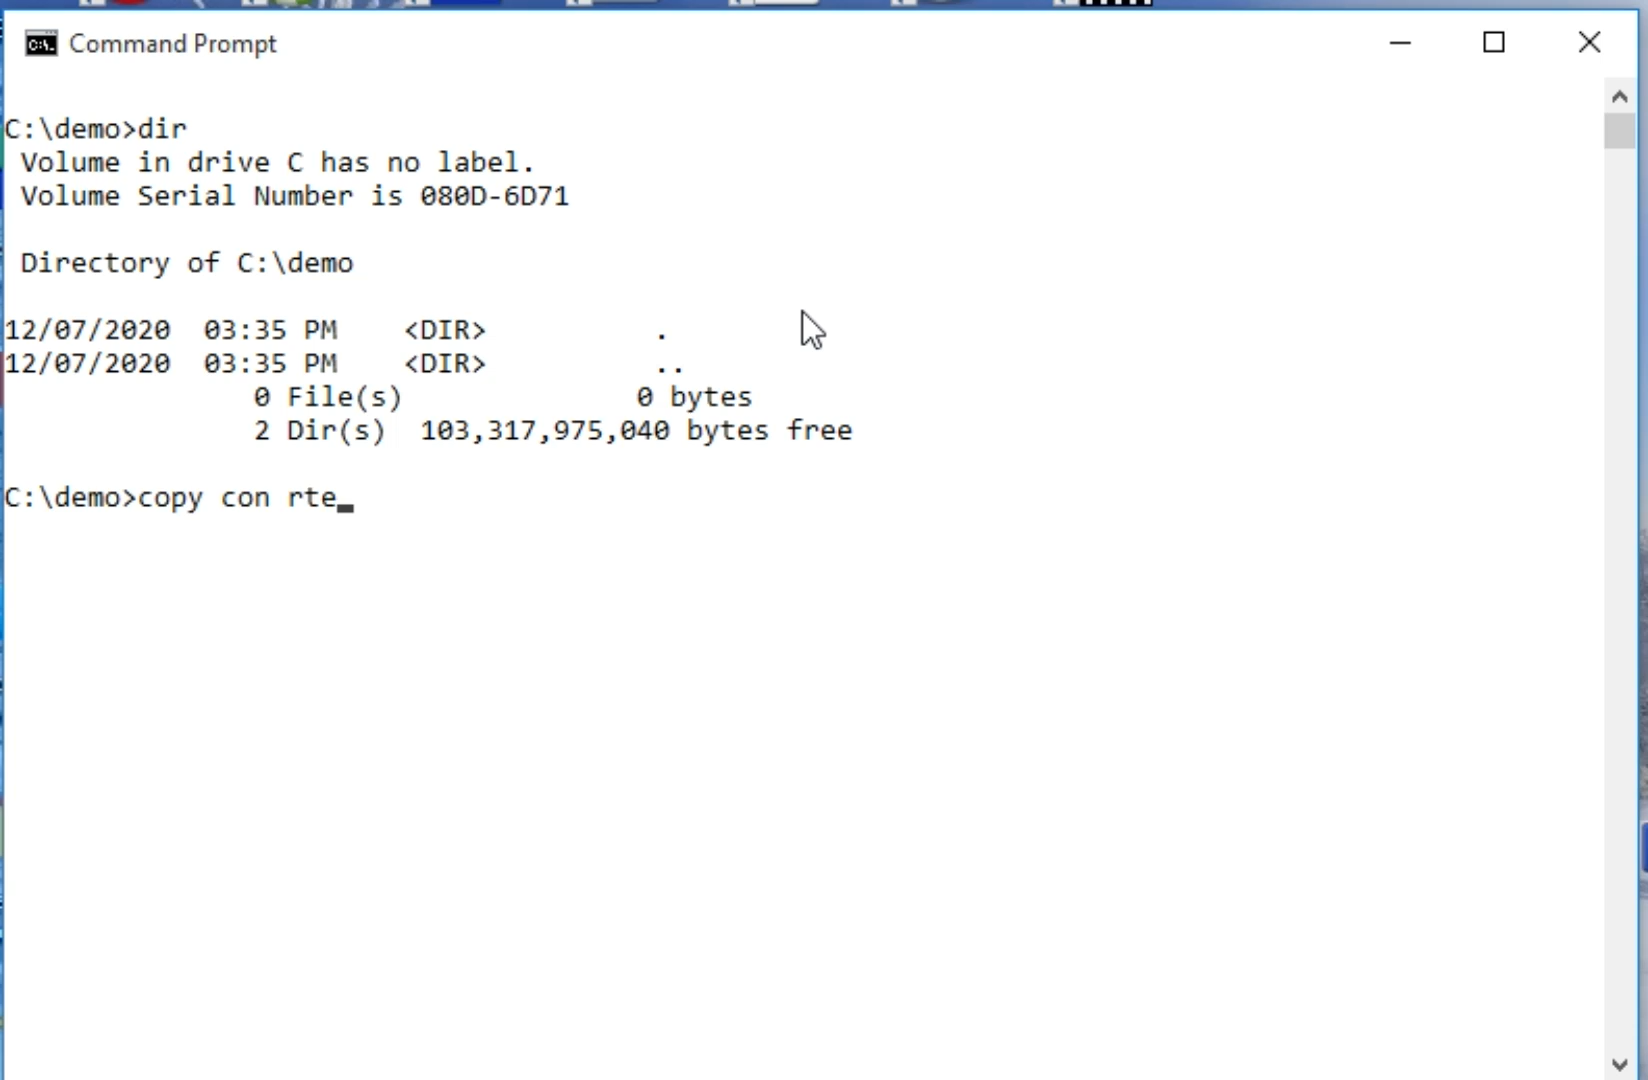 Command Prompt
C:\demo>dir
Volume in drive C has no label.
Volume Serial Number is 080D-6D71
Directory of C:\demo
12/07/2020  03:35 PM    <DIR>          .
12/07/2020  03:35 PM    <DIR>          ..
0 File(s)              0 bytes
2 Dir(s)  103,317,975,040 bytes free
C:\demo>copy con rte